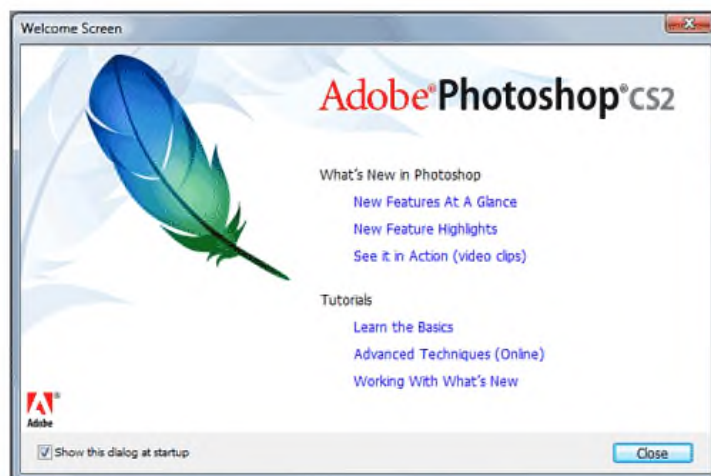 Welcome Screen
Adobe® Photoshop® CS2
What's New in Photoshop
New Features At A Glance
New Feature Highlights
See it in Action (video clips)
Tutorials
Learn the Basics
Advanced Techniques (Online)
Working With What's New
Adobe®
Show this dialog at startup
Close